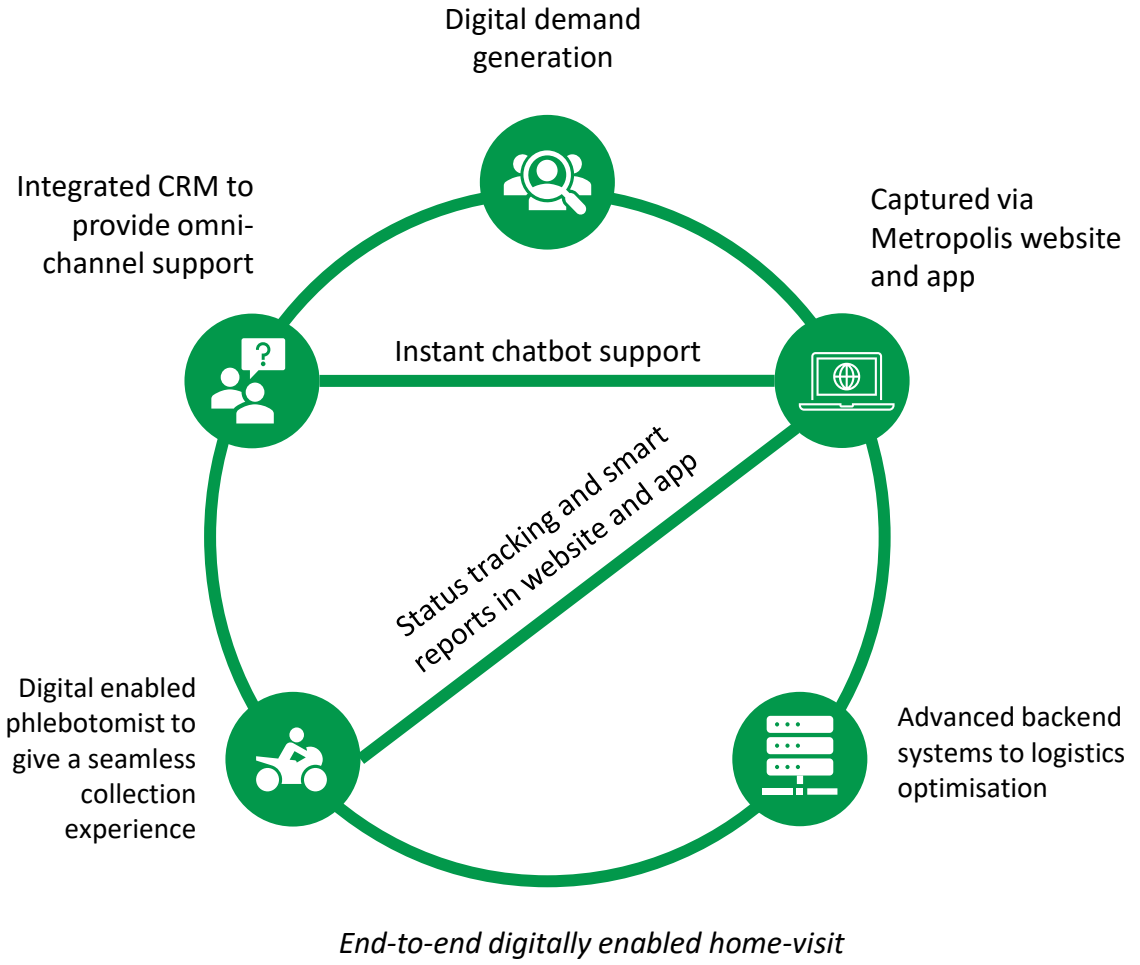 Digital demand
generation
Integrated CRM to
provide omni-
channel support
Captured via
Metropolis website
and app
?
Instant chatbot support
Status tracking and smart
reports in website and app
Digital enabled
phlebotomist to
give a seamless
collection
experience
Advanced backend
systems to logistics
optimisation
End-to-end digitally enabled home-visit